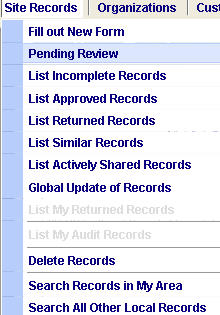 Site Records Organizations Cust
Fill out New Form
Pending Review
List Incomplete Records
List Approved Records
List Returned Records
List Similar Records
List Actively Shared Records
Global Update of Records
List My Returned Records
List My Audit Records
Delete Records
Search Records in My Area
Search All Other Local Records